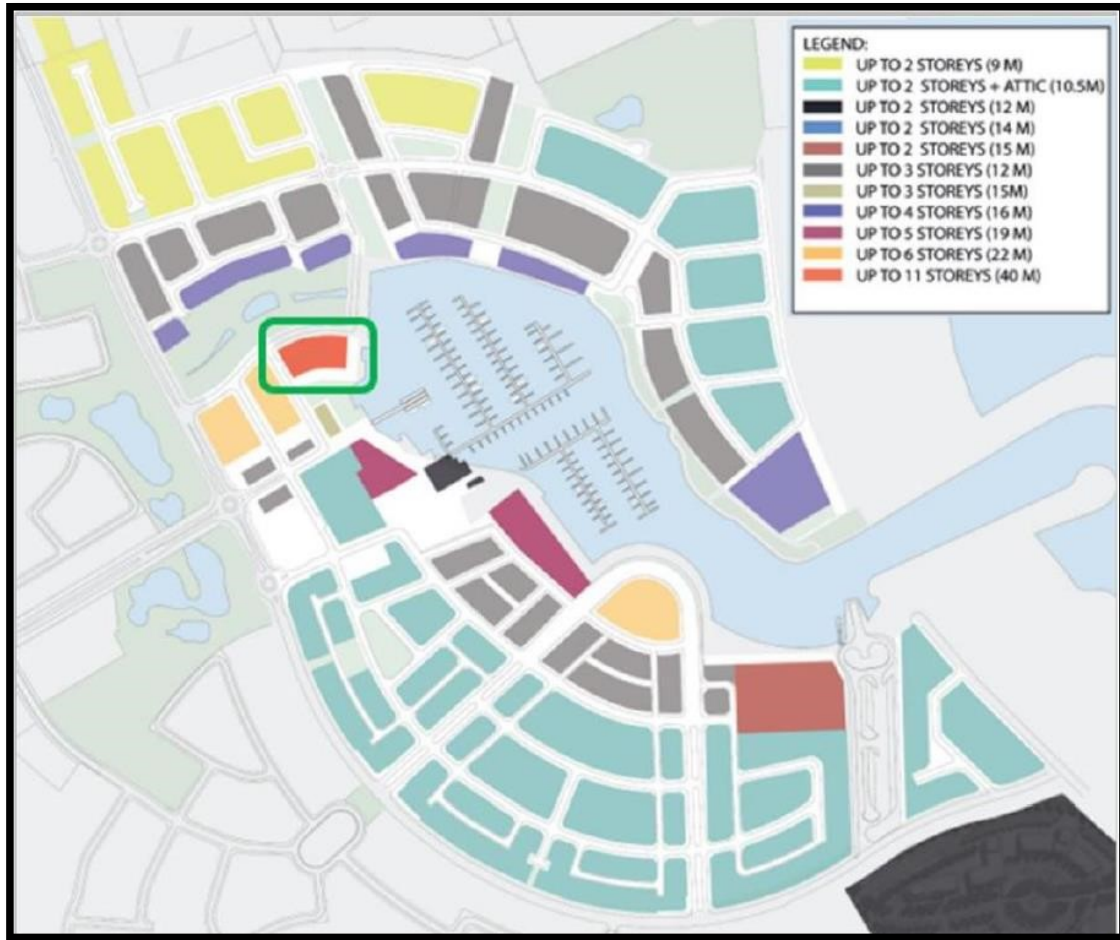 LEGEND:
UP TO 2 STOREYS (9 M)
UP TO 2 STOREYS + ATTIC (10.5M)
UP TO 2 STOREYS (12 M)
UP TO 2 STOREYS (14 M)
UP TO 2 STOREYS (15 M)
UP TO 3 STOREYS (12 M)
UP TO 3 STOREYS (15M)
UP TO 4 STOREYS (16 M)
UP TO 5 STOREYS (19 M)
UP TO 6 STOREYS (22 M)
UP TO 11 STOREYS (40 M)